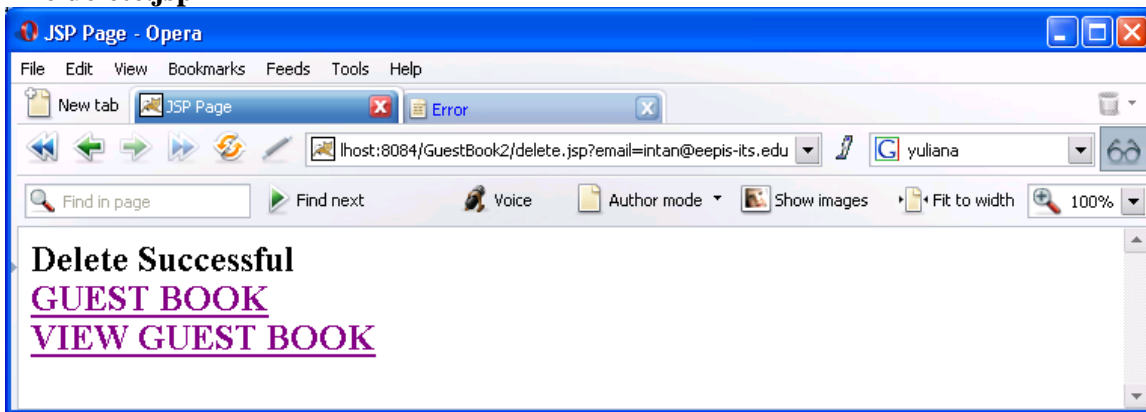 JSP Page - Opera
File Edit View Bookmarks Feeds Tools Help
New tab JSP Page Error
lhost:8084/GuestBook2/delete.jsp?email=intan@eepis-its.edu yuliana
Find in page Find next Voice Author mode Show images Fit to width 100%
Delete Successful
GUEST BOOK
VIEW GUEST BOOK